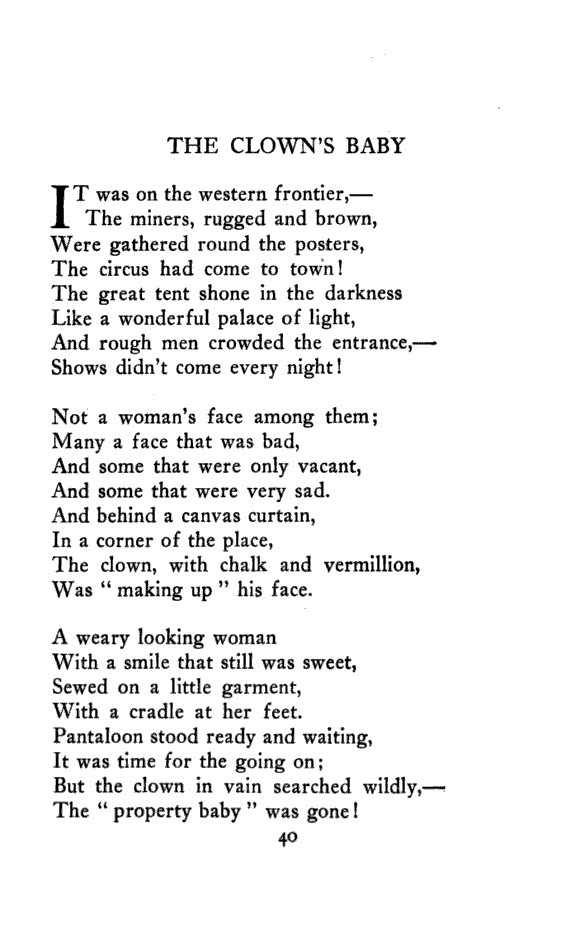 THE CLOWN'S BABY
IT was on the western frontier,—
The miners, rugged and brown,
Were gathered round the posters,
The circus had come to town!
The great tent shone in the darkness
Like a wonderful palace of light,
And rough men crowded the entrance,—
Shows didn't come every night!
Not a woman's face among them;
Many a face that was bad,
And some that were only vacant,
And some that were very sad.
And behind a canvas curtain,
In a corner of the place,
The clown, with chalk and vermillion,
Was " making up " his face.
A weary looking woman
With a smile that still was sweet,
Sewed on a little garment,
With a cradle at her feet.
Pantaloon stood ready and waiting,
It was time for the going on;
But the clown in vain searched wildly,—
The " property baby " was gone!
40